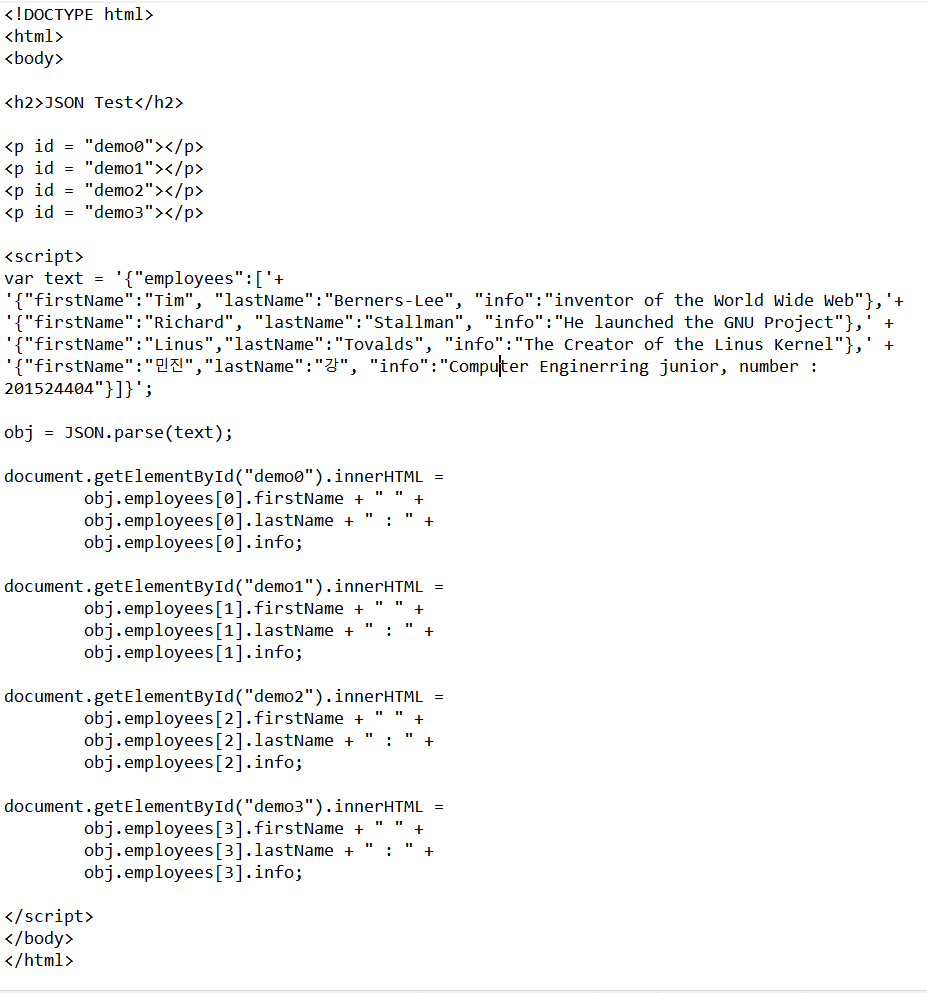 <!DOCTYPE html>
<html>
<body>

<h2>JSON Test</h2>

<p id = "demo0"></p>
<p id = "demo1"></p>
<p id = "demo2"></p>
<p id = "demo3"></p>

<script>
var text = '{"employees":['+
'{"firstName":"Tim", "lastName":"Berners-Lee", "info":"inventor of the World Wide Web"},'+
'{"firstName":"Richard", "lastName":"Stallman", "info":"He launched the GNU Project"},' +
'{"firstName":"Linus","lastName":"Tovalds", "info":"The Creator of the Linus Kernel"},' +
'{"firstName":"민진","lastName":"강", "info":"Computer Enginerring junior, number :
201524404"}]}';

obj = JSON.parse(text);

document.getElementById("demo0").innerHTML =
        obj.employees[0].firstName + " " +
        obj.employees[0].lastName + " : " +
        obj.employees[0].info;

document.getElementById("demo1").innerHTML =
        obj.employees[1].firstName + " " +
        obj.employees[1].lastName + " : " +
        obj.employees[1].info;

document.getElementById("demo2").innerHTML =
        obj.employees[2].firstName + " " +
        obj.employees[2].lastName + " : " +
        obj.employees[2].info;

document.getElementById("demo3").innerHTML =
        obj.employees[3].firstName + " " +
        obj.employees[3].lastName + " : " +
        obj.employees[3].info;

</script>
</body>
</html>